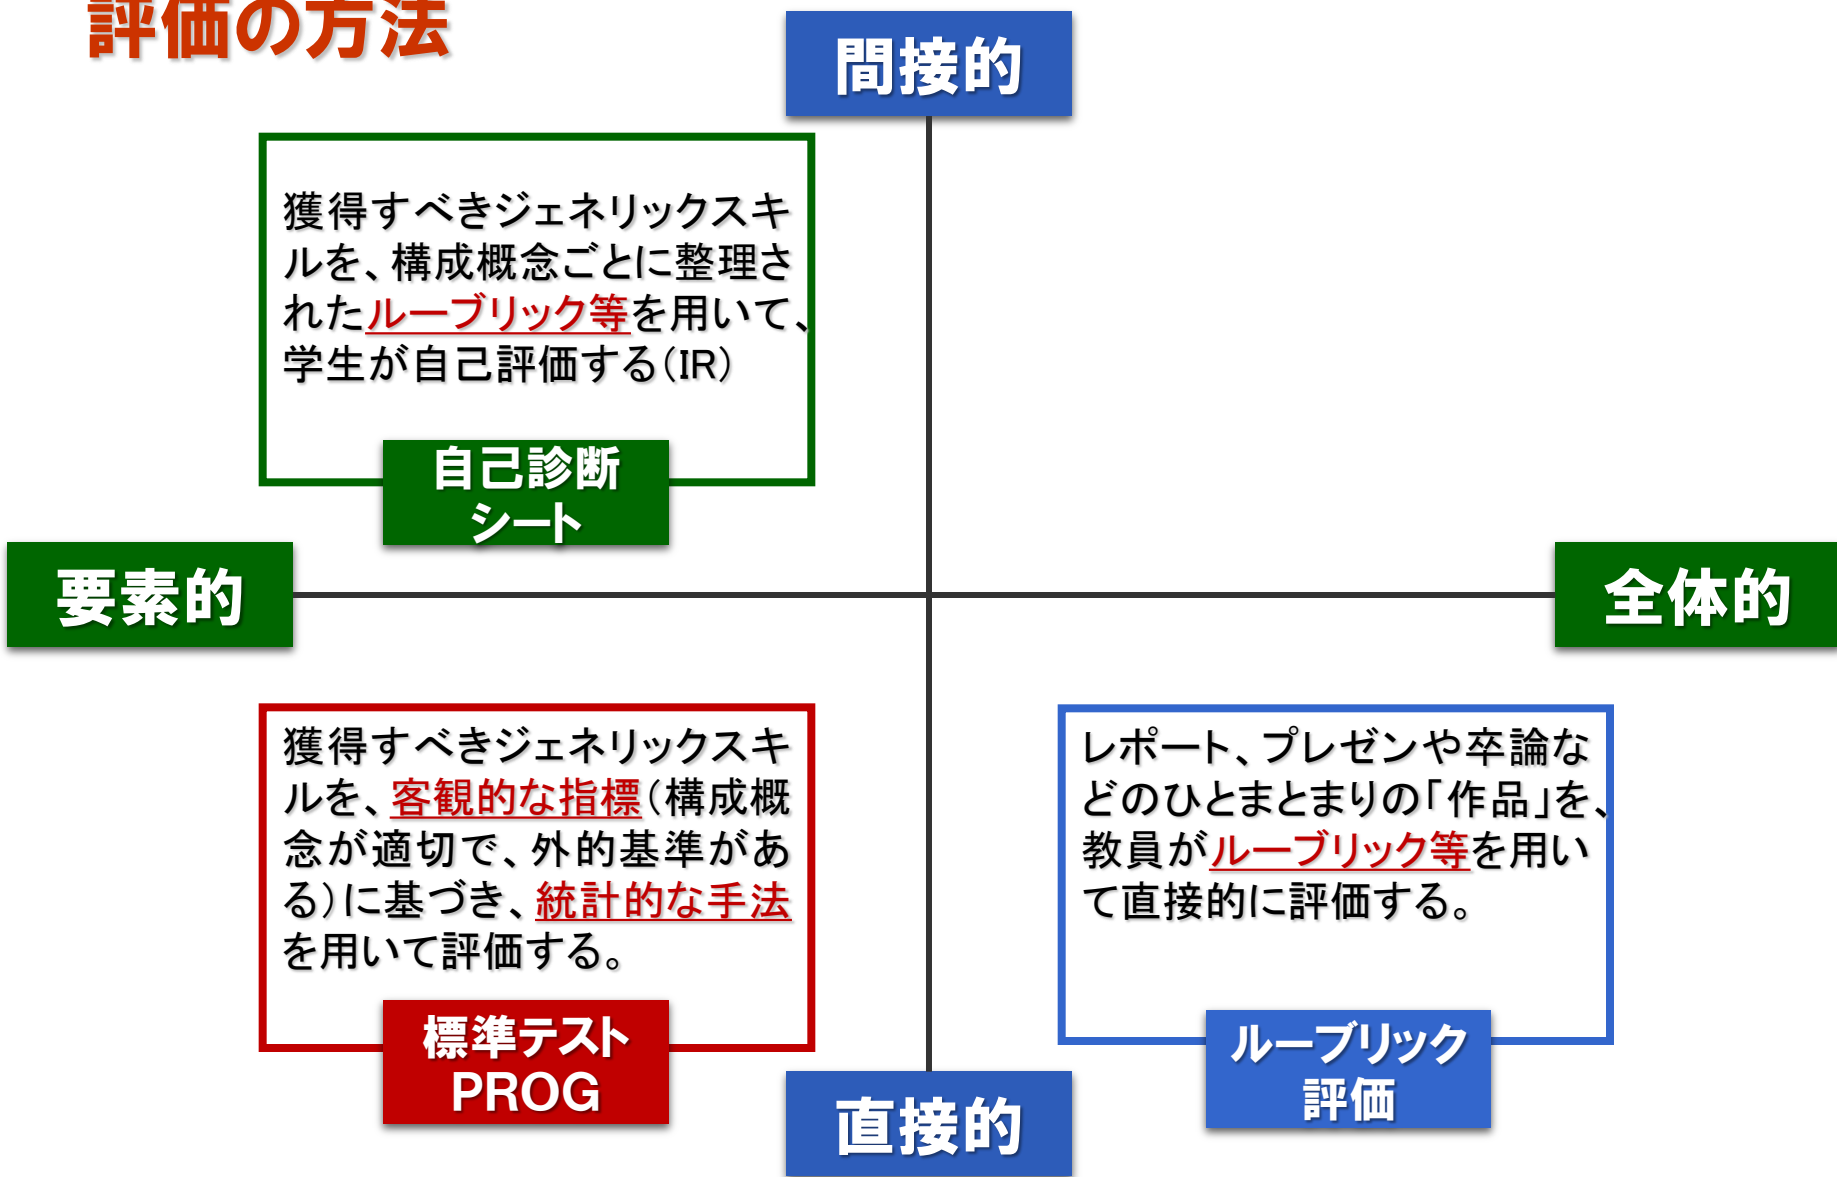 評価の方法
間接的
獲得すべきジェネリックスキ
ルを、構成概念ごとに整理さ
れたルーブリック等を用いて、
学生が自己評価する(IR)
自己診断
シート
要素的
全体的
獲得すべきジェネリックスキ
ルを、客観的な指標(構成概
念が適切で、外的基準があ
る)に基づき、統計的な手法
を用いて評価する。
標準テスト
PROG
レポート、プレゼンや卒論な
どのひとまとまりの「作品」を、
教員がルーブリック等を用い
て直接的に評価する。
ルーブリック
評価
直接的